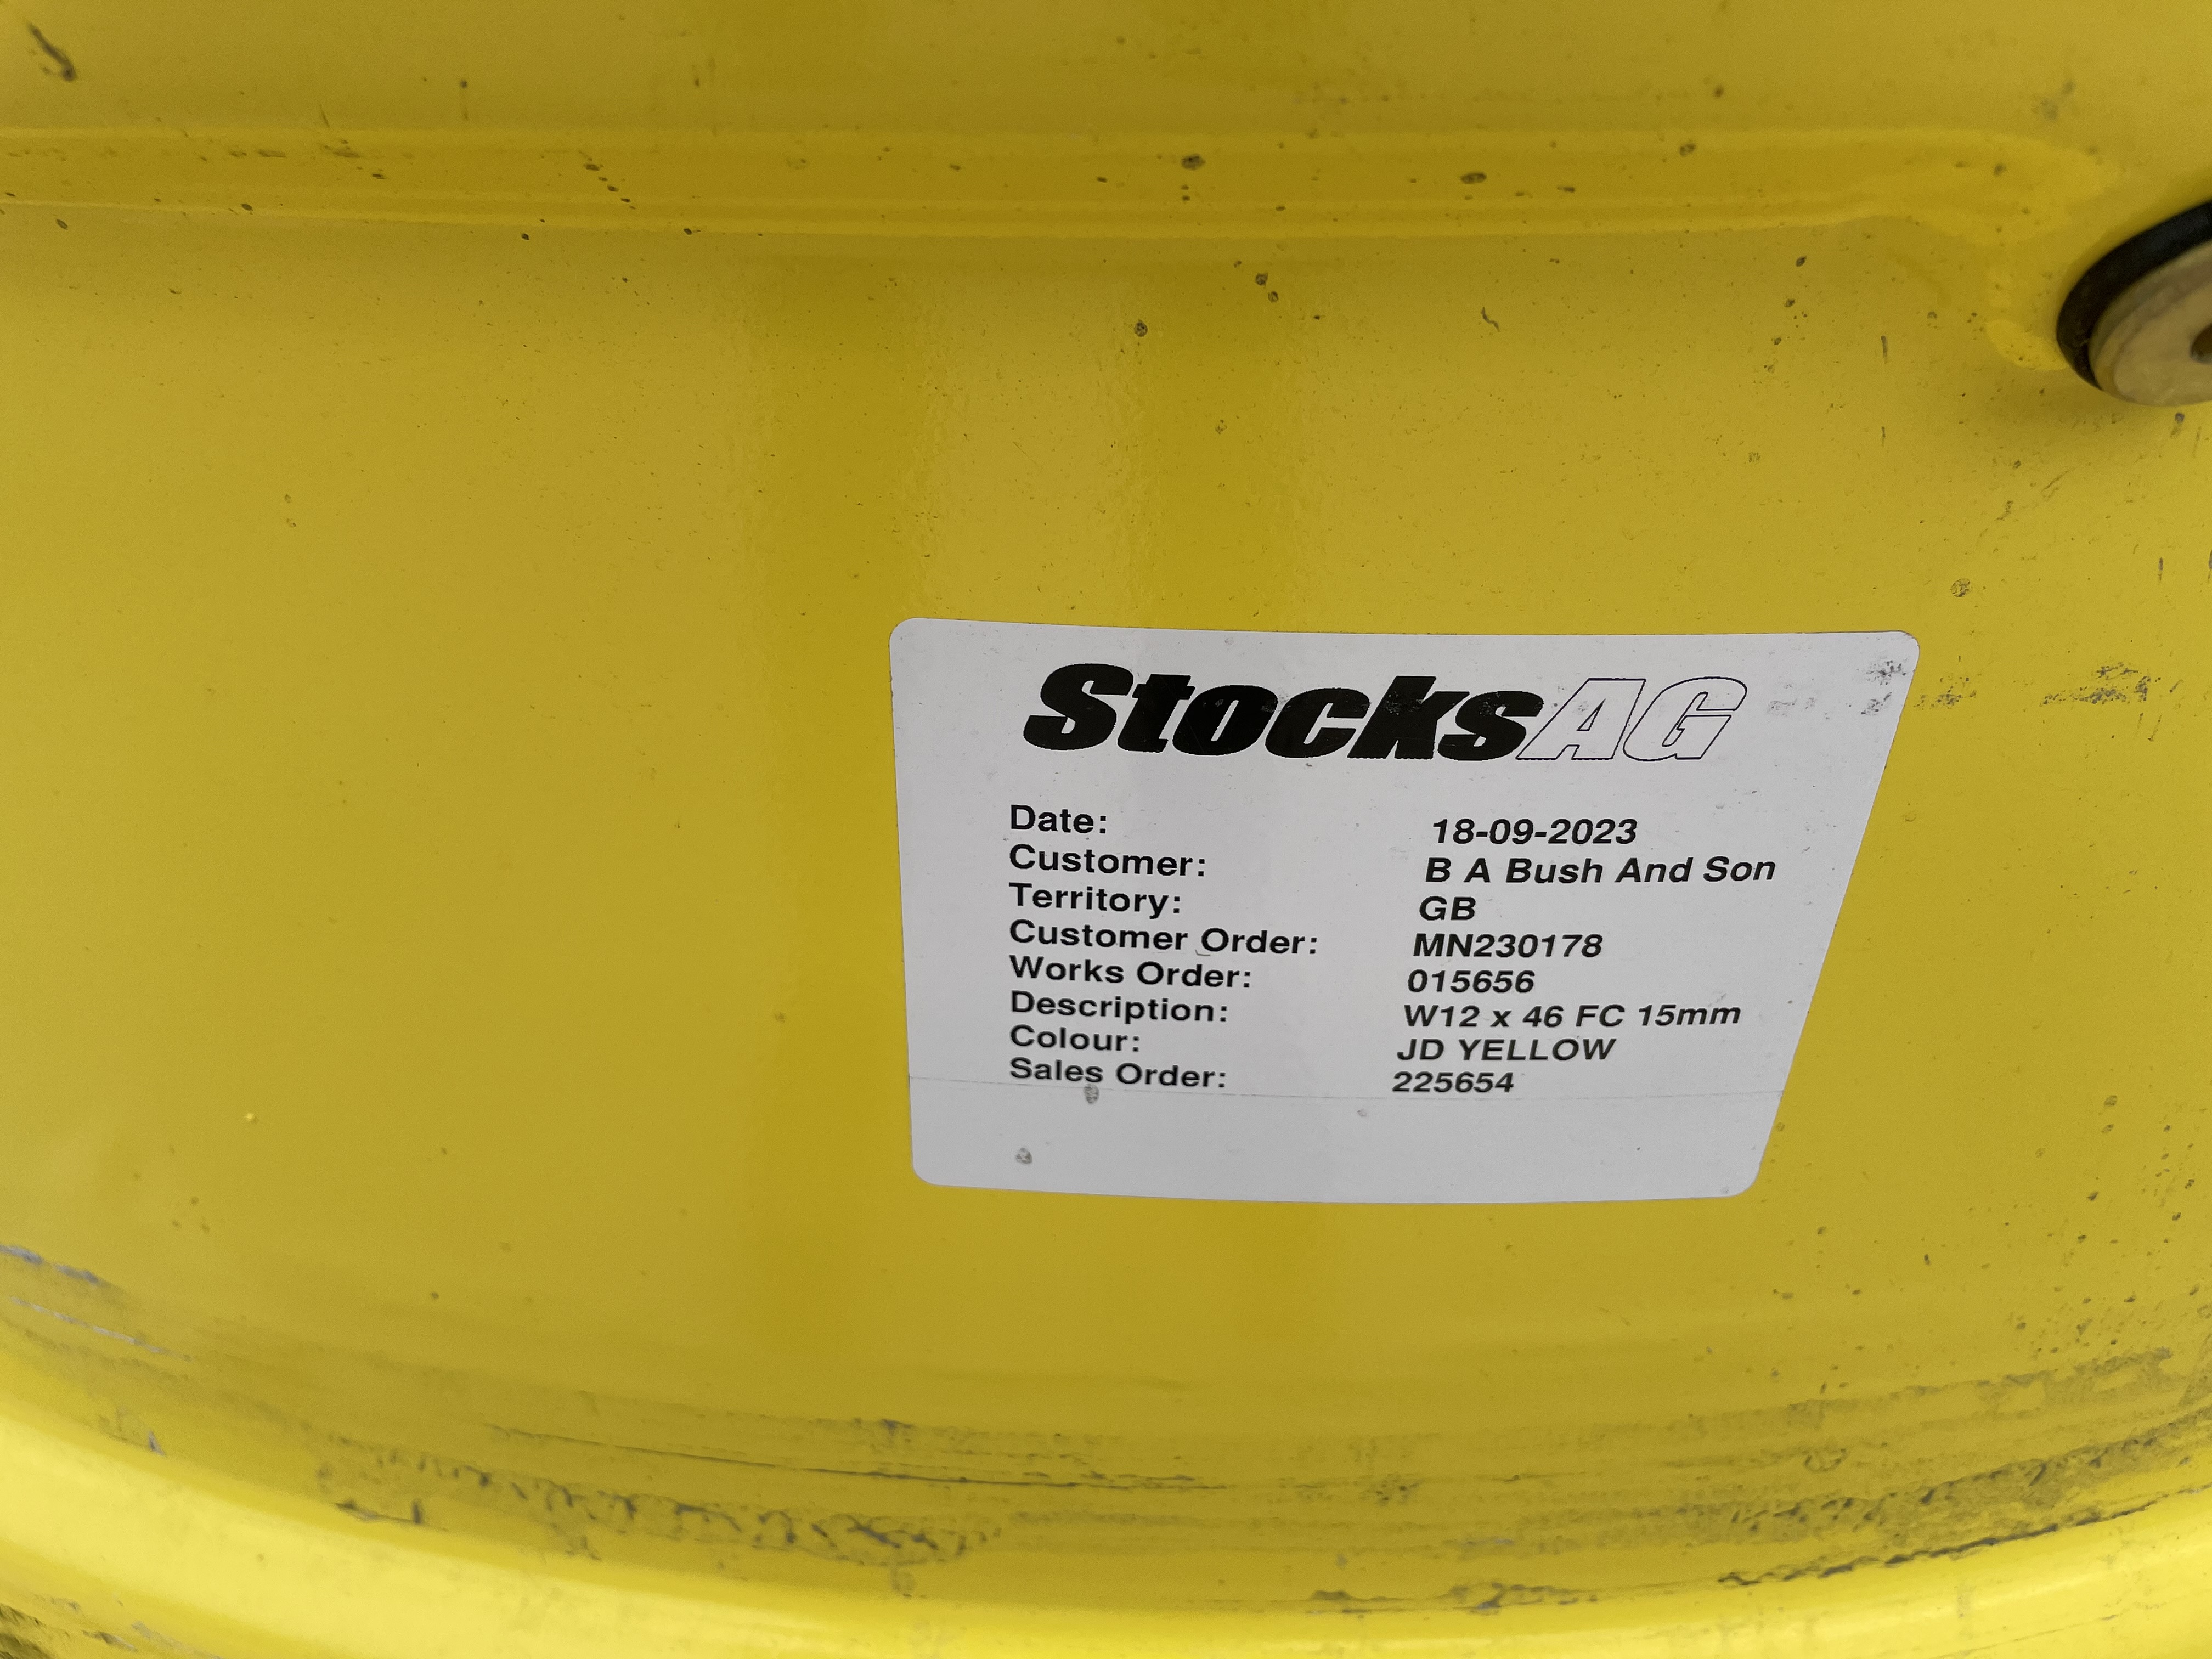 StocksAG
Date: 18-09-2023
Customer: B A Bush And Son
Territory: GB
Customer Order: MN230178
Works Order: 015656
Description: W12 x 46 FC 15mm
Colour: JD YELLOW
Sales Order: 225654